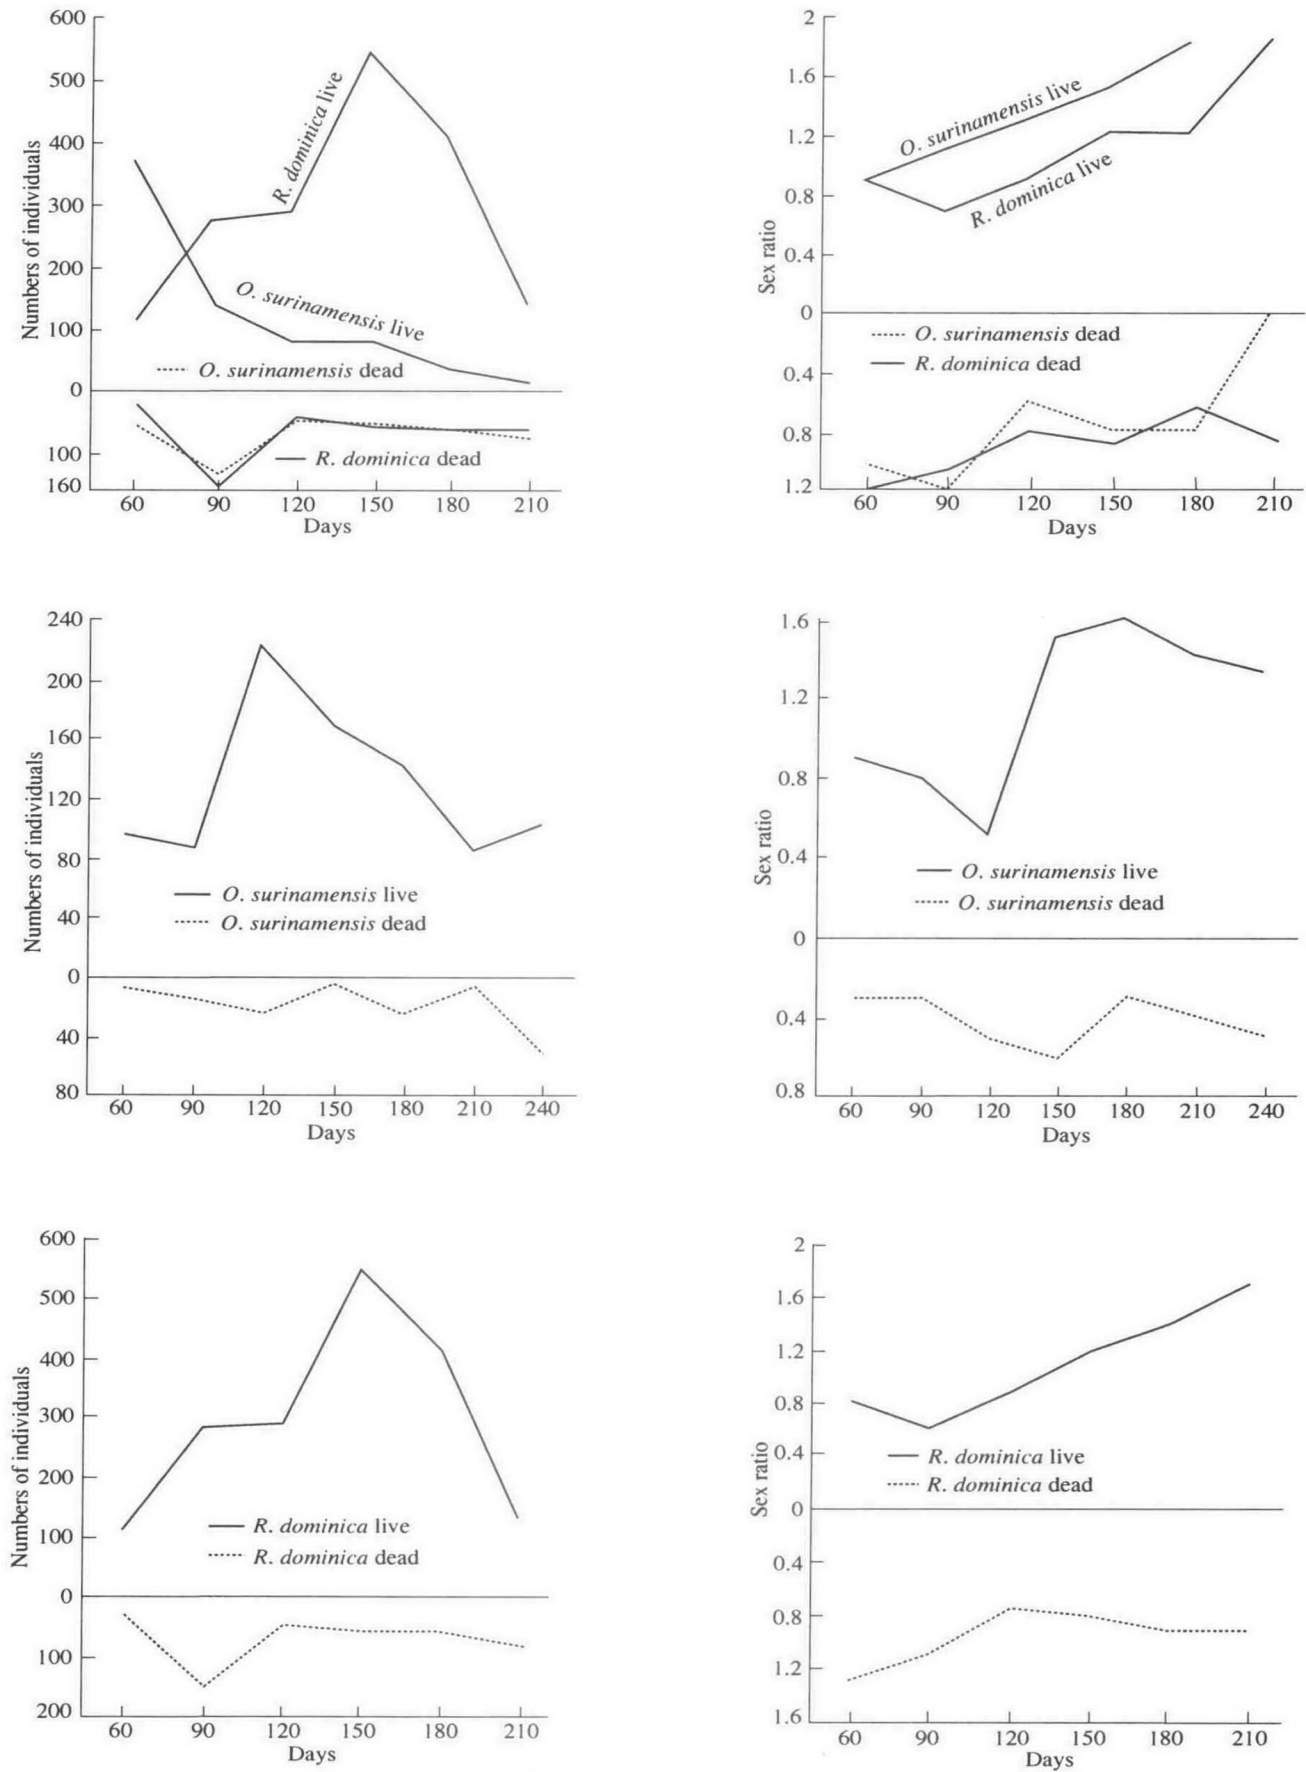 600
500
400
300
200
100
0
100
160
Numbers of individuals
R. dominica live
O. surinamensis live
O. surinamensis dead
R. dominica dead
60 90 120 150 180 210
Days
2
1.6
1.2
0.8
0.4
0
0.4
0.8
1.2
Sex ratio
O. surinamensis live
R. dominica live
O. surinamensis dead
R. dominica dead
60 90 120 150 180 210
Days
240
200
160
120
80
40
0
40
80
Numbers of individuals
O. surinamensis live
O. surinamensis dead
60 90 120 150 180 210 240
Days
1.6
1.2
0.8
0.4
0
0.4
0.8
Sex ratio
O. surinamensis live
O. surinamensis dead
60 90 120 150 180 210 240
Days
600
500
400
300
200
100
0
100
200
Numbers of individuals
R. dominica live
R. dominica dead
60 90 120 150 180 210
Days
2
1.6
1.2
0.8
0.4
0
0.4
0.8
1.2
1.6
Sex ratio
R. dominica live
R. dominica dead
60 90 120 150 180 210
Days